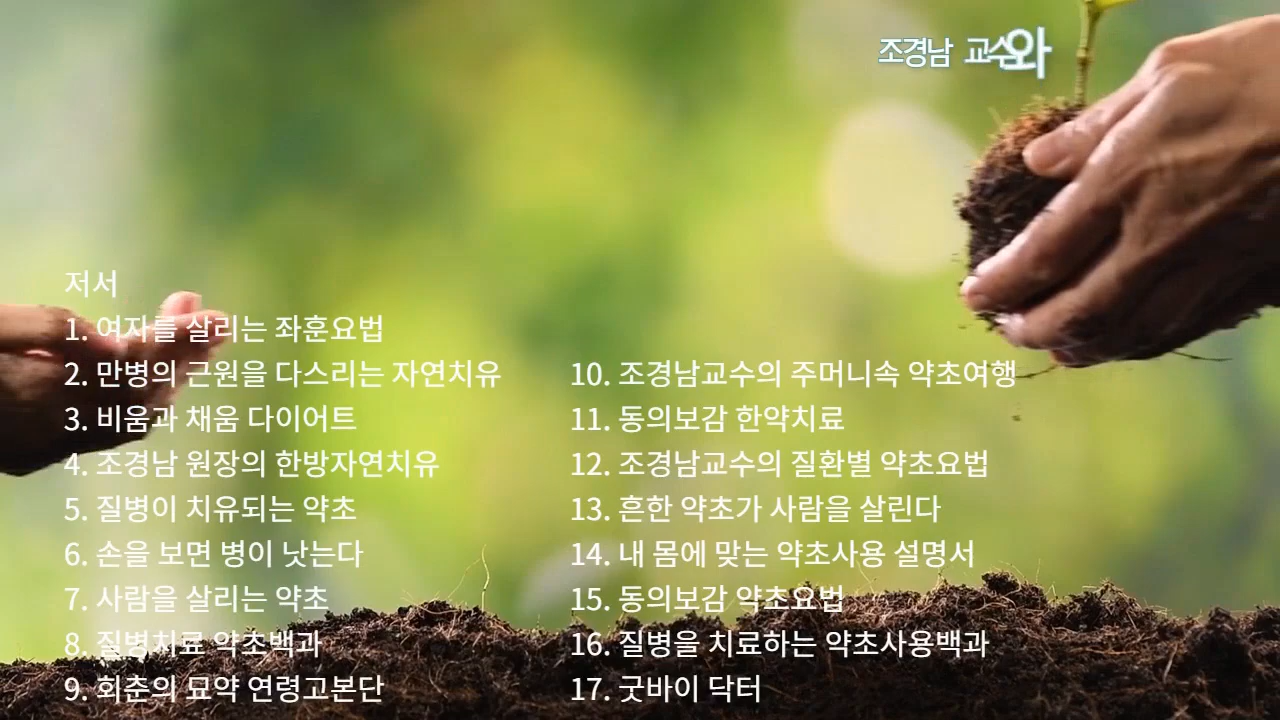 조경남 교수와
저서
1. 여자를 살리는 좌훈요법
2. 만병의 근원을 다스리는 자연치유
3. 비움과 채움 다이어트
4. 조경남 원장의 한방자연치유
5. 질병이 치유되는 약초
6. 손을 보면 병이 낫는다
7. 사람을 살리는 약초
8. 질병치료 약초백과
9. 회춘의 묘약 연령고본단
10. 조경남교수의 주머니속 약초여행
11. 동의보감 한약치료
12. 조경남교수의 질환별 약초요법
13. 흔한 약초가 사람을 살린다
14. 내 몸에 맞는 약초사용 설명서
15. 동의보감 약초요법
16. 질병을 치료하는 약초사용백과
17. 굿바이 닥터